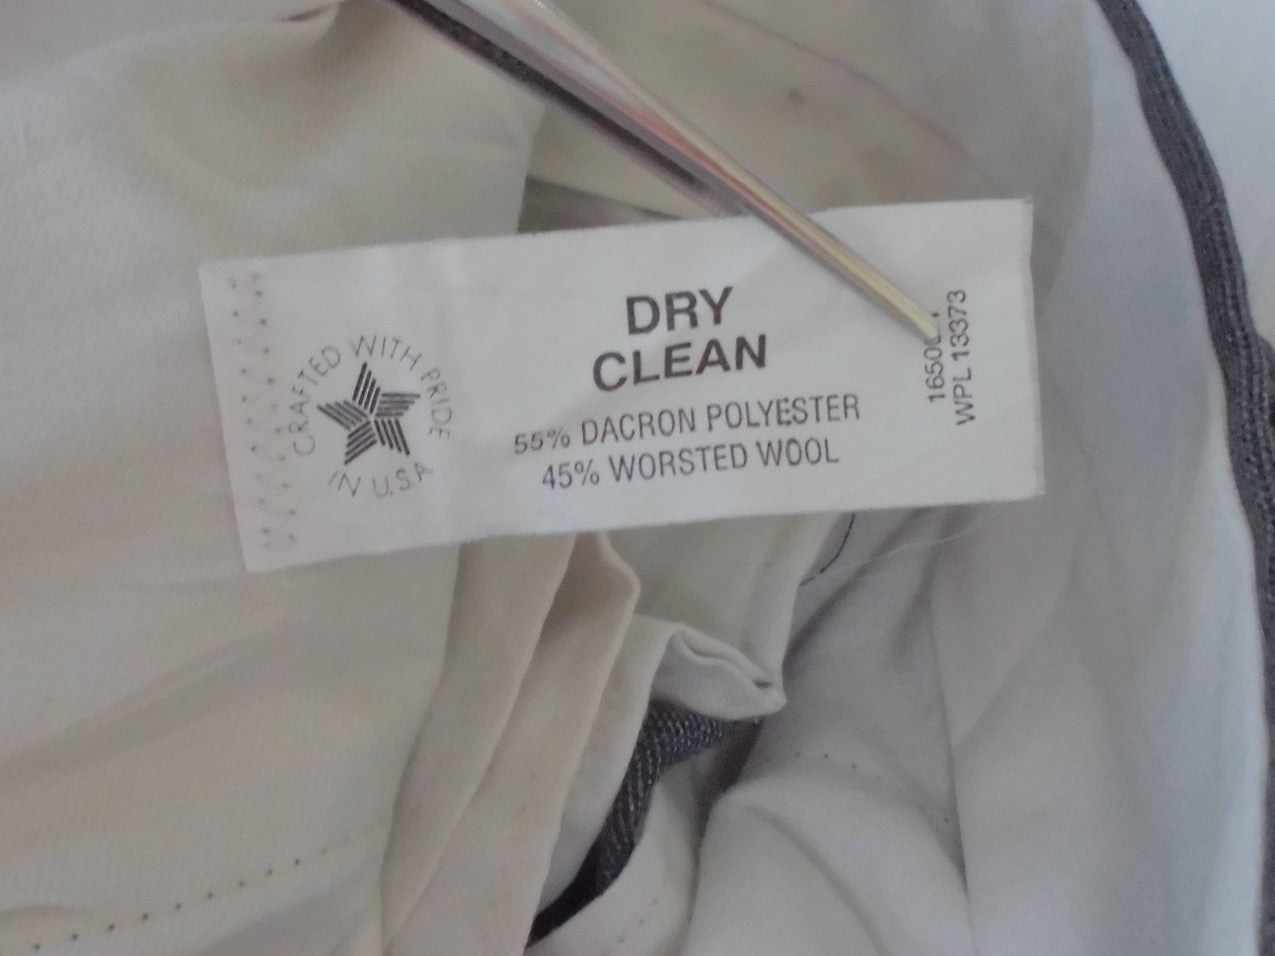 CRAFTED WITH PRIDE
IN U.S.A
DRY
CLEAN
55% DACRON POLYESTER
45% WORSTED WOOL
WPL 13373